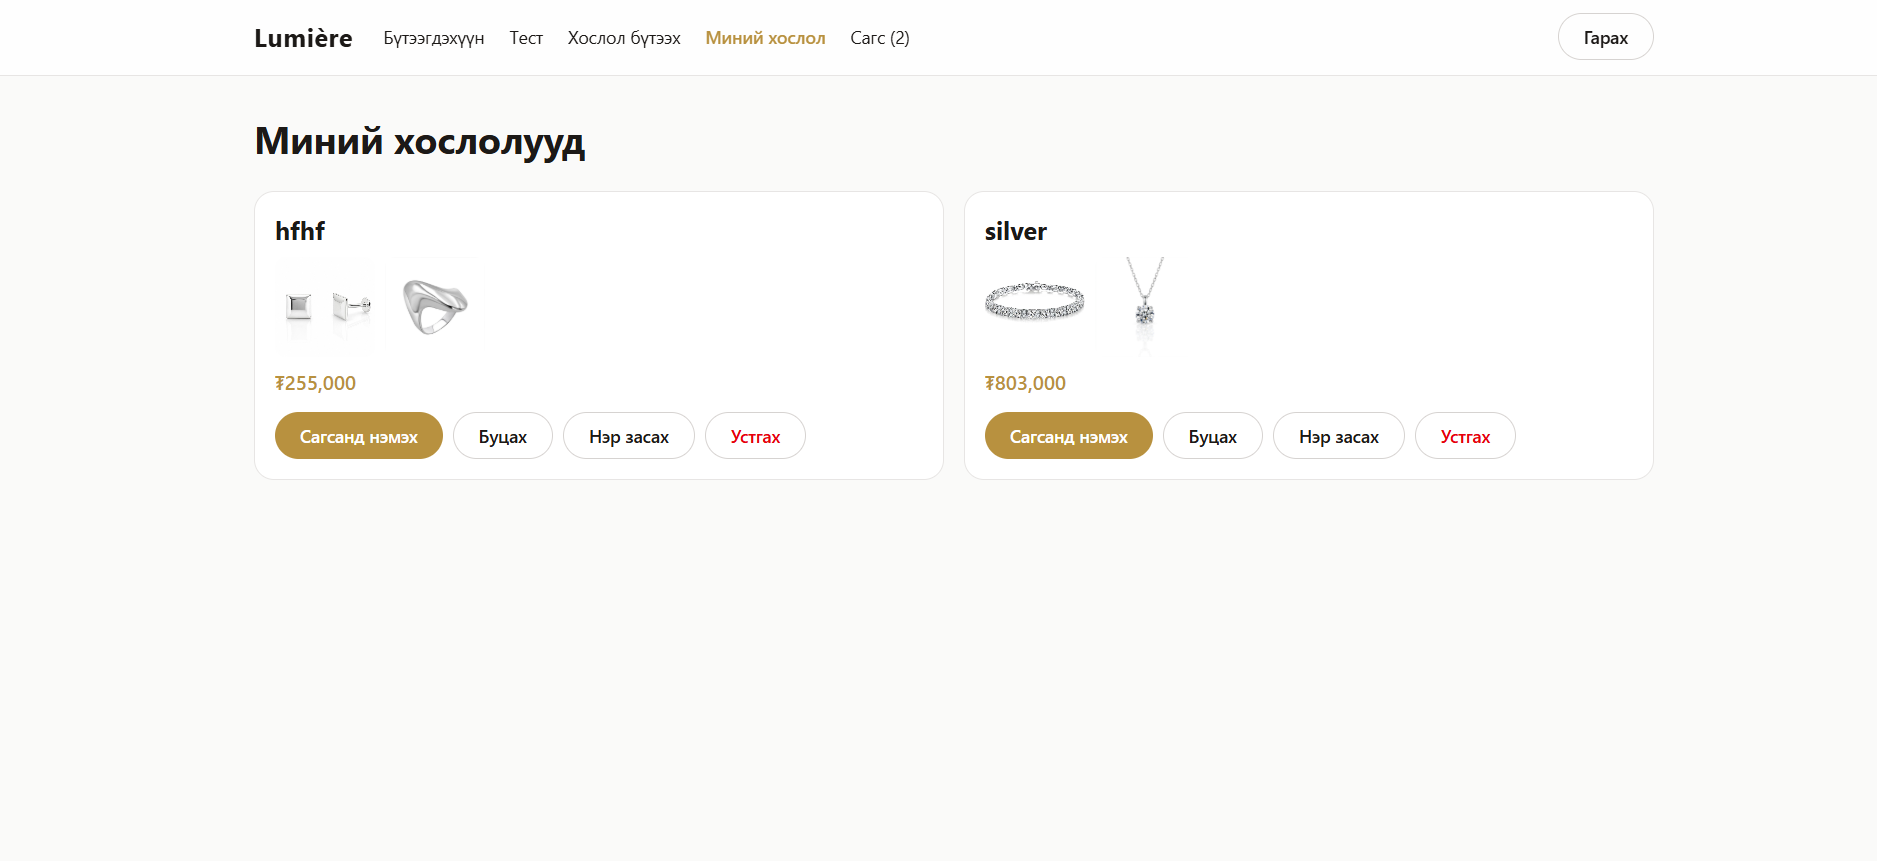 Lumière Бүтээгдэхүүн Тест Хослол бүтээх Миний хослол Сагс (2) Гарах
Миний хослолууд
hfhf
₮255,000
Сагсанд нэмэх Буцах Нэр засах Устгах
silver
₮803,000
Сагсанд нэмэх Буцах Нэр засах Устгах